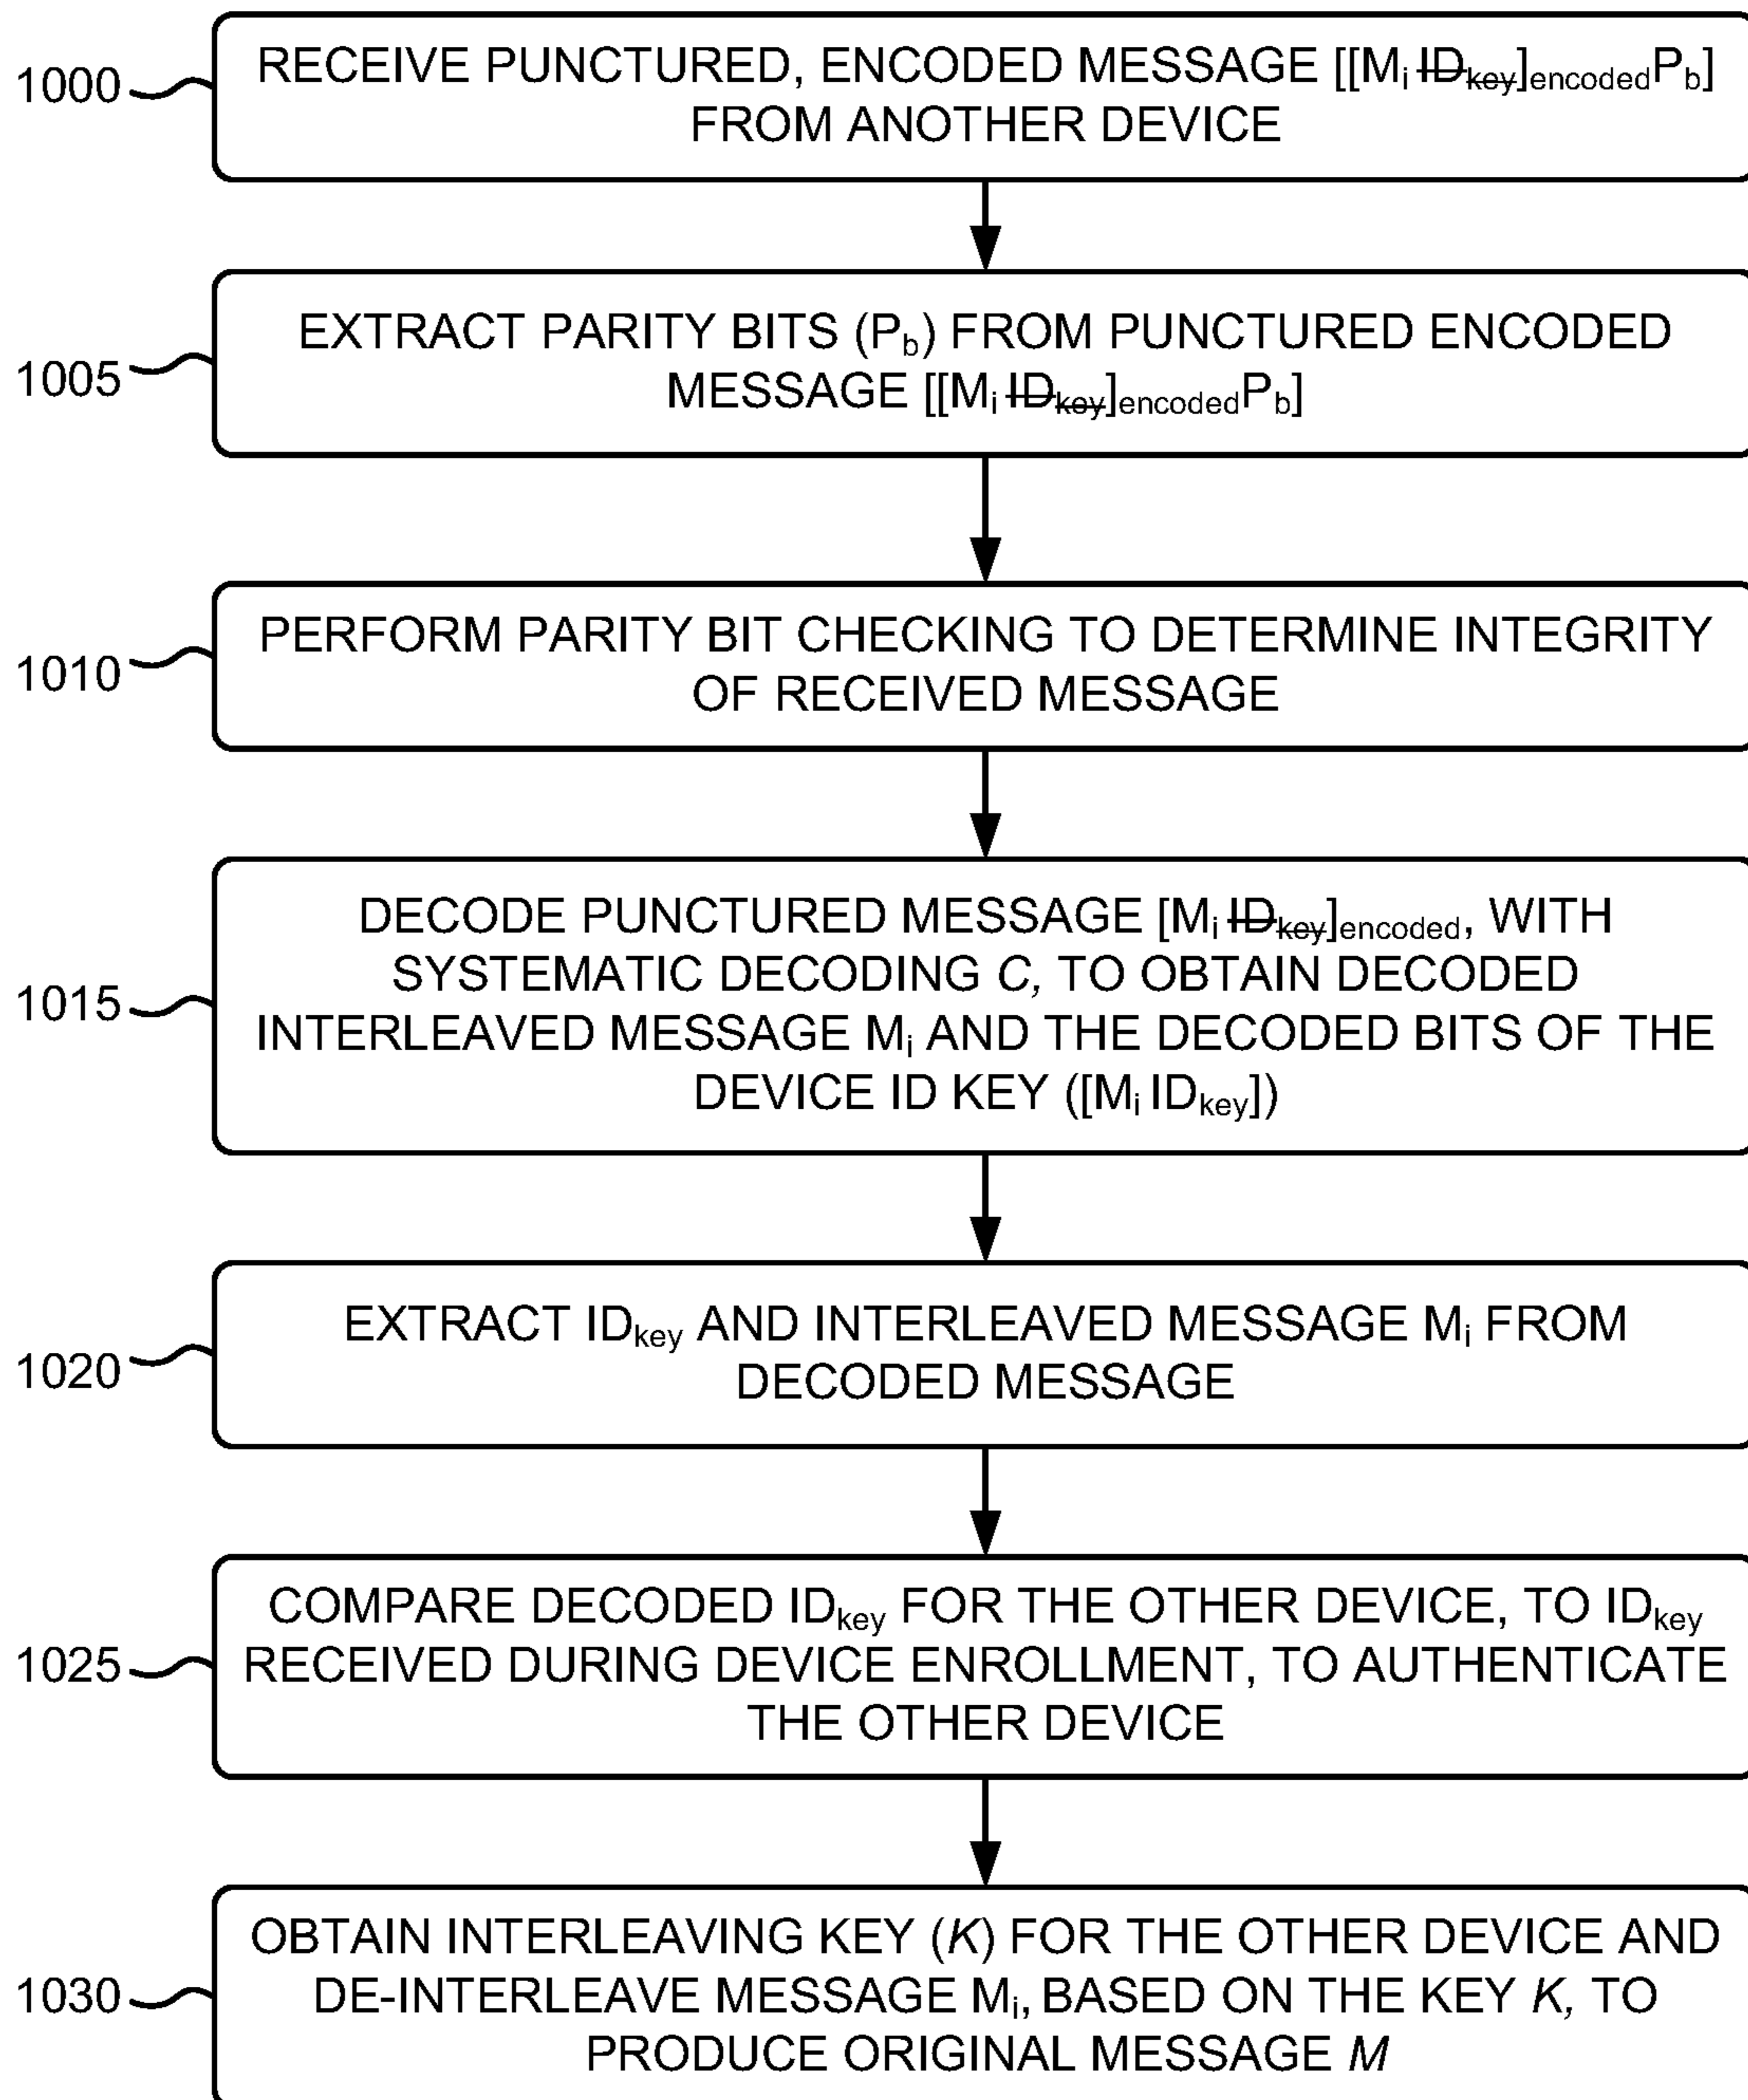 1000
RECEIVE PUNCTURED, ENCODED MESSAGE [[Mi ID̶key]encodedPb]
FROM ANOTHER DEVICE
1005
EXTRACT PARITY BITS (Pb) FROM PUNCTURED ENCODED
MESSAGE [[Mi I̶D̶k̶e̶y̶]encodedPb]
1010
PERFORM PARITY BIT CHECKING TO DETERMINE INTEGRITY
OF RECEIVED MESSAGE
1015
DECODE PUNCTURED MESSAGE [Mi I̶D̶k̶e̶y̶]encoded, WITH
SYSTEMATIC DECODING C, TO OBTAIN DECODED
INTERLEAVED MESSAGE Mi AND THE DECODED BITS OF THE
DEVICE ID KEY ([Mi IDkey])
1020
EXTRACT IDkey AND INTERLEAVED MESSAGE Mi FROM
DECODED MESSAGE
1025
COMPARE DECODED IDkey FOR THE OTHER DEVICE, TO IDkey
RECEIVED DURING DEVICE ENROLLMENT, TO AUTHENTICATE
THE OTHER DEVICE
1030
OBTAIN INTERLEAVING KEY (K) FOR THE OTHER DEVICE AND
DE-INTERLEAVE MESSAGE Mi, BASED ON THE KEY K, TO
PRODUCE ORIGINAL MESSAGE M